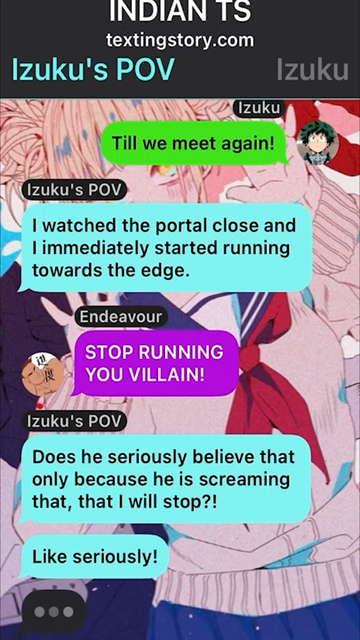 INDIAN TS
textingstory.com
Izuku's POV
Izuku
Izuku
Till we meet again!
Izuku's POV
I watched the portal close and
I immediately started running
towards the edge.
Endeavour
STOP RUNNING
YOU VILLAIN!
Izuku's POV
Does he seriously believe that
only because he is screaming
that, that I will stop?!
Like seriously!